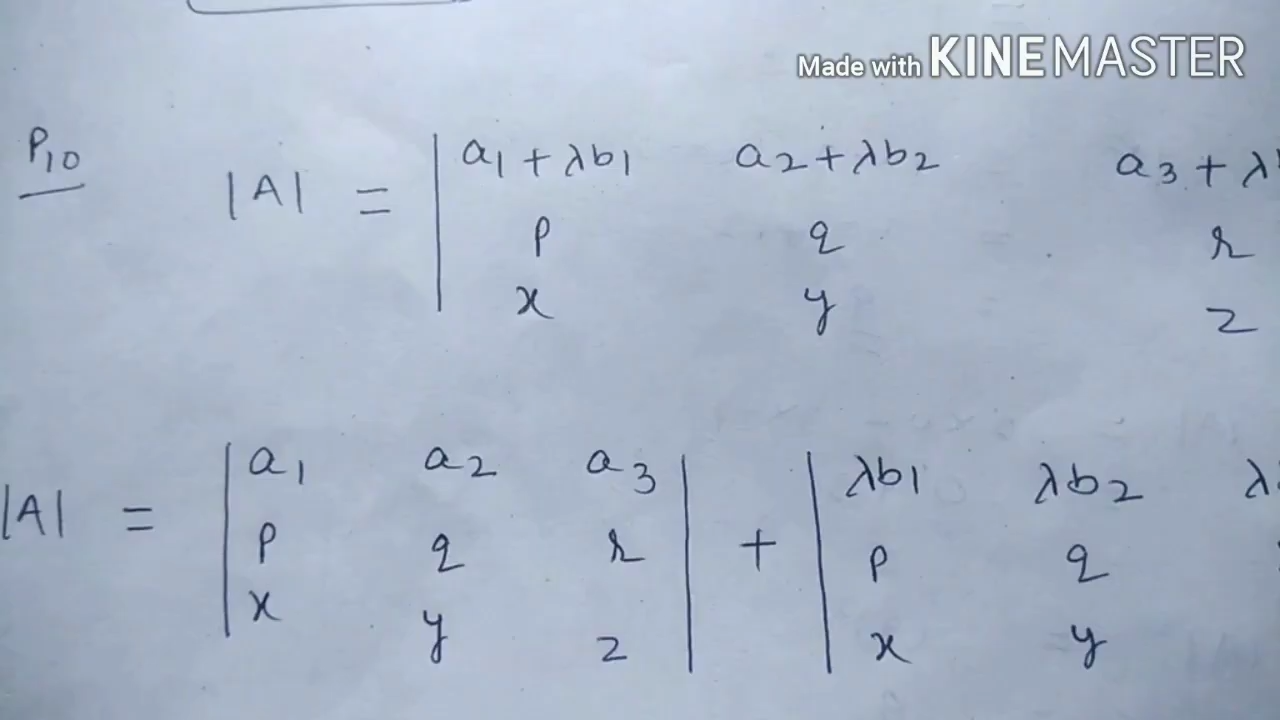 Made with KINEMASTER
P10
|A| = | a1 + λb1 a2 + λb2 a3 + λ
p q r
x y z
|A| = | a1 a2 a3 | + | λb1 λb2 λ
p q r p q
x y z x y